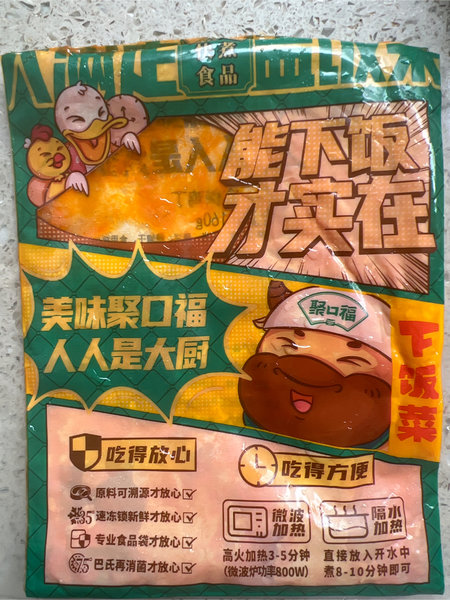 食品
能下饭
才实在
聚口福
美味聚口福
人人是大厨
下饭菜
吃得放心
原料可溯源才放心
速冻锁新鲜才放心
专业食品袋才放心
巴氏再消菌才放心
吃得方便
微波
加热
高火加热3-5分钟
(微波炉功率800W)
隔水
加热
直接放入开水中
煮8-10分钟即可